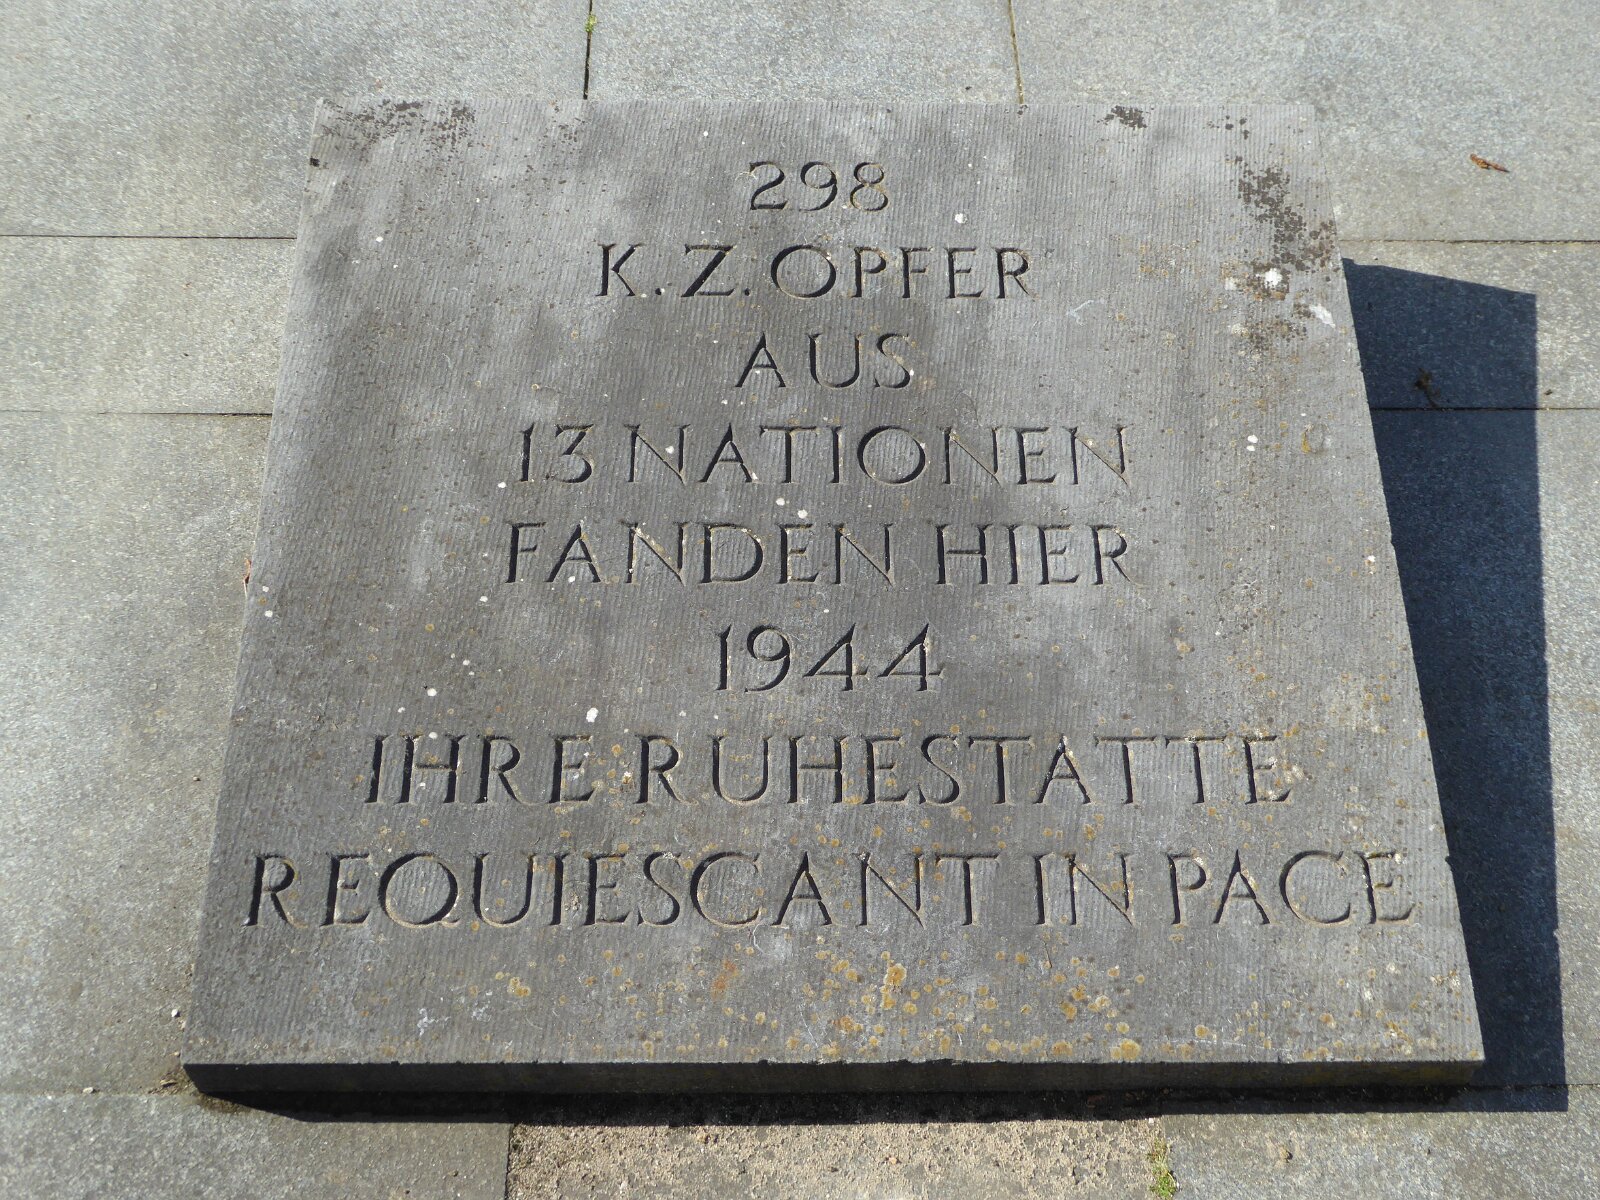 298
K.Z.OPFER
AUS
13 NATIONEN
FANDEN HIER
1944
IHRE RUHESTATTE
REQUIESCANT IN PACE